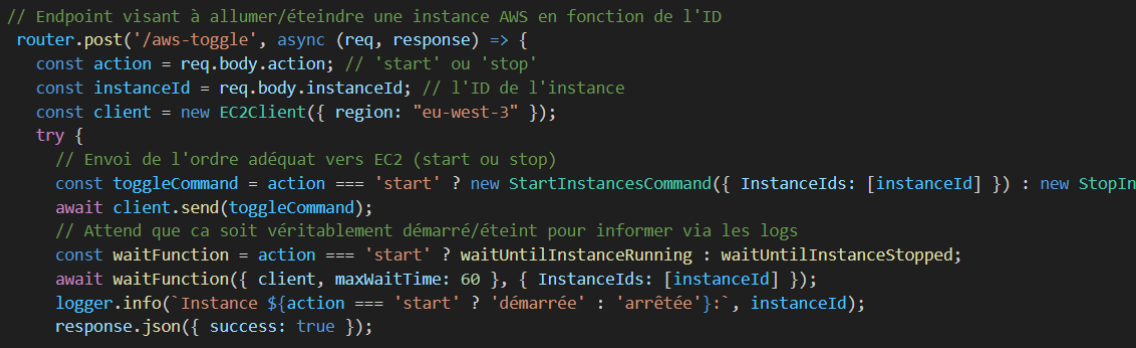 // Endpoint visant à allumer/éteindre une instance AWS en fonction de l'ID
router.post('/aws-toggle', async (req, response) => {
const action = req.body.action; // 'start' ou 'stop'
const instanceId = req.body.instanceId; // l'ID de l'instance
const client = new EC2Client({ region: "eu-west-3" });
try {
// Envoi de l'ordre adéquat vers EC2 (start ou stop)
const toggleCommand = action === 'start' ? new StartInstancesCommand({ InstanceIds: [instanceId] }) : new StopIn
await client.send(toggleCommand);
// Attend que ca soit véritablement démarré/éteint pour informer via les logs
const waitFunction = action === 'start' ? waitUntilInstanceRunning : waitUntilInstanceStopped;
await waitFunction({ client, maxWaitTime: 60 }, { InstanceIds: [instanceId] });
logger.info(`Instance ${action === 'start' ? 'démarrée' : 'arrêtée'}:`, instanceId);
response.json({ success: true });